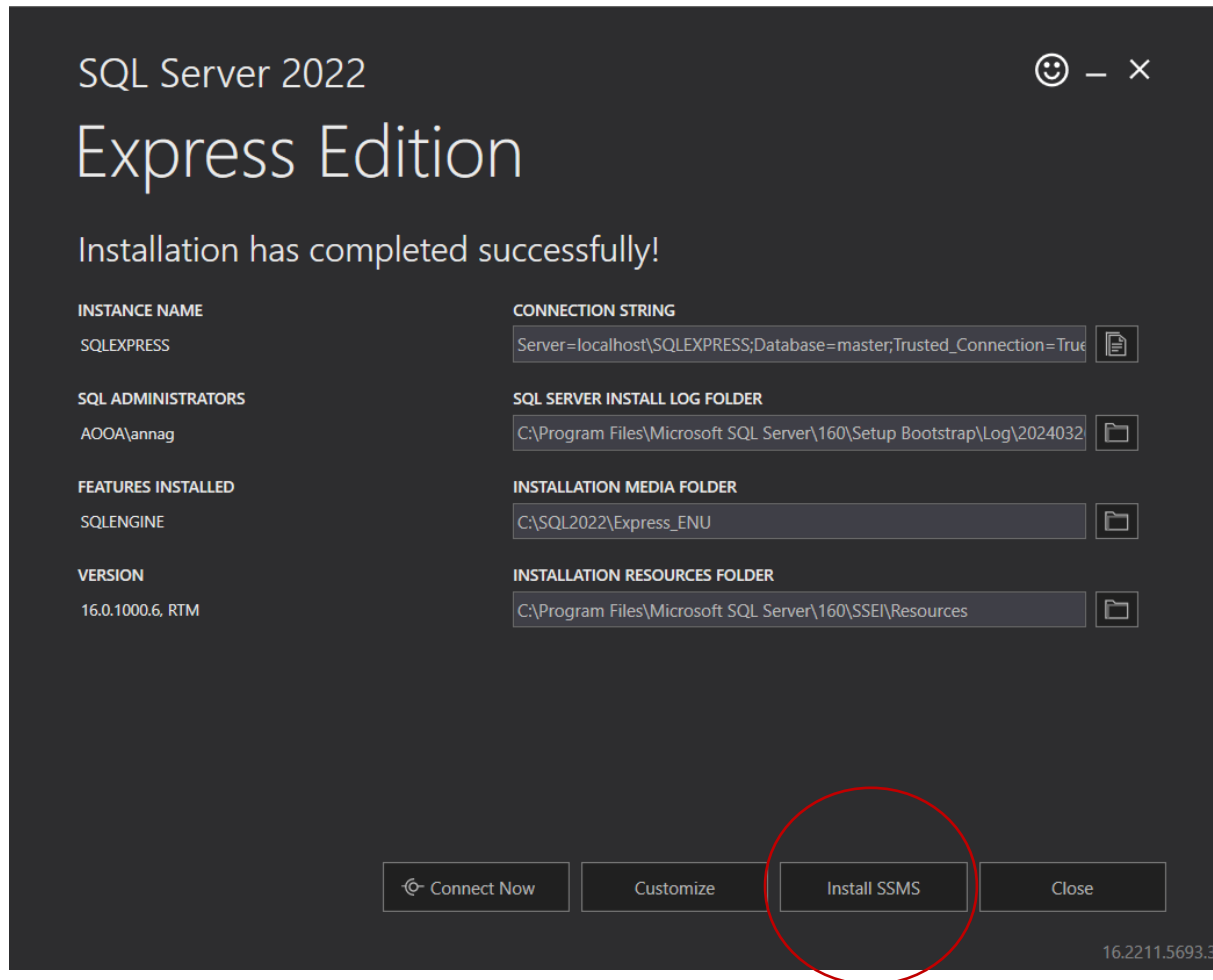 SQL Server 2022
Express Edition
Installation has completed successfully!
INSTANCE NAME
SQLEXPRESS
CONNECTION STRING
Server=localhost\SQLEXPRESS;Database=master;Trusted_Connection=True
SQL ADMINISTRATORS
AOOA\annag
SQL SERVER INSTALL LOG FOLDER
C:\Program Files\Microsoft SQL Server\160\Setup Bootstrap\Log\2024032
FEATURES INSTALLED
SQLENGINE
INSTALLATION MEDIA FOLDER
C:\SQL2022\Express_ENU
VERSION
16.0.1000.6, RTM
INSTALLATION RESOURCES FOLDER
C:\Program Files\Microsoft SQL Server\160\SSEI\Resources
Connect Now
Customize
Install SSMS
Close
16.2211.5693.3